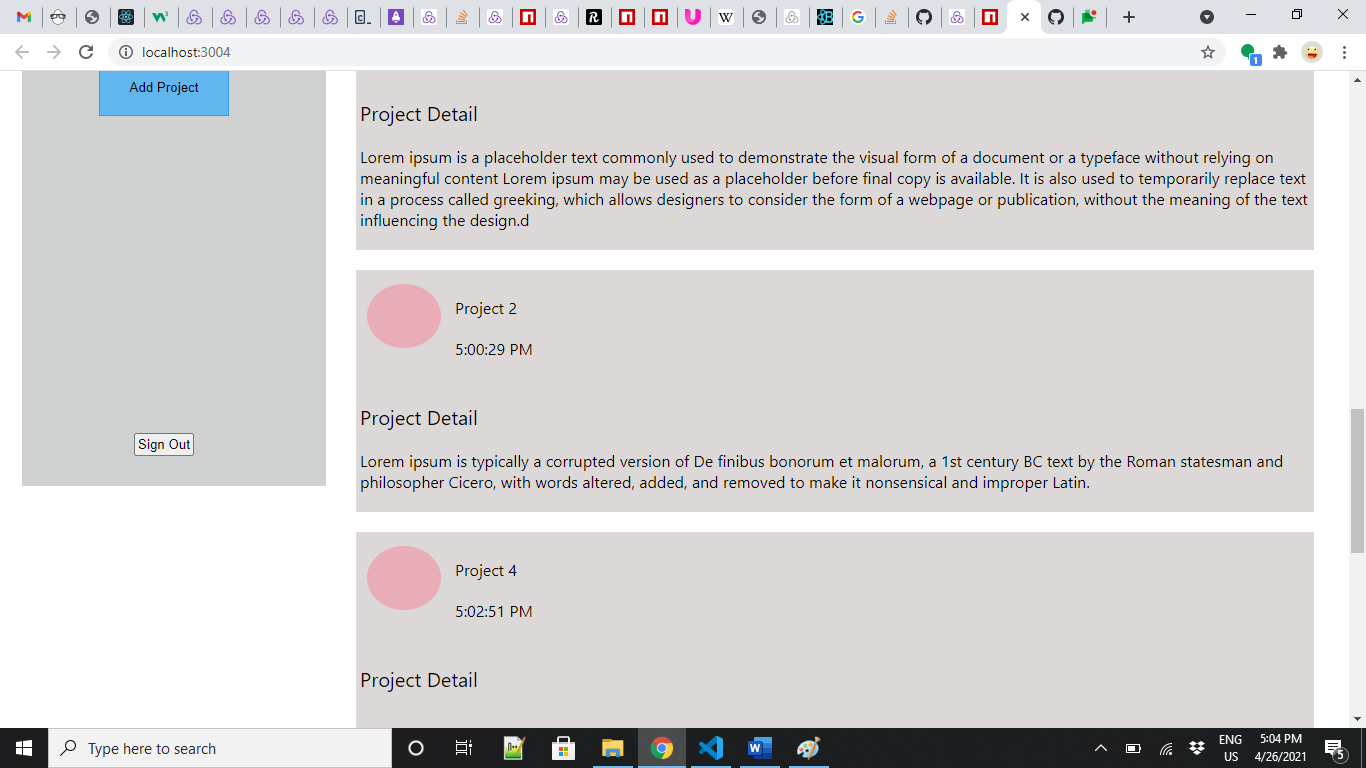 localhost:3004
1
Add Project
Sign Out
Project Detail
Lorem ipsum is a placeholder text commonly used to demonstrate the visual form of a document or a typeface without relying on
meaningful content Lorem ipsum may be used as a placeholder before final copy is available. It is also used to temporarily replace text
in a process called greeking, which allows designers to consider the form of a webpage or publication, without the meaning of the text
influencing the design.d
Project 2
5:00:29 PM
Project Detail
Lorem ipsum is typically a corrupted version of De finibus bonorum et malorum, a 1st century BC text by the Roman statesman and
philosopher Cicero, with words altered, added, and removed to make it nonsensical and improper Latin.
Project 4
5:02:51 PM
Project Detail
Type here to search
ENG
US
5:04 PM
4/26/2021
5